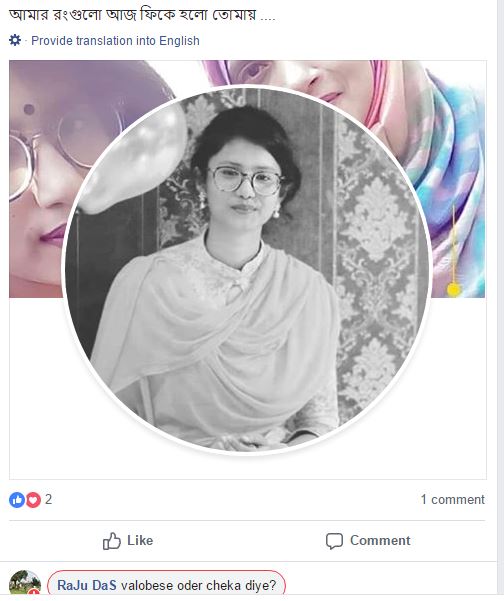 আমার রংগুলো আজ ফিকে হলো তোমায় ....
· Provide translation into English
2
1 comment
Like
Comment
RaJu DaS valobese oder cheka diye?